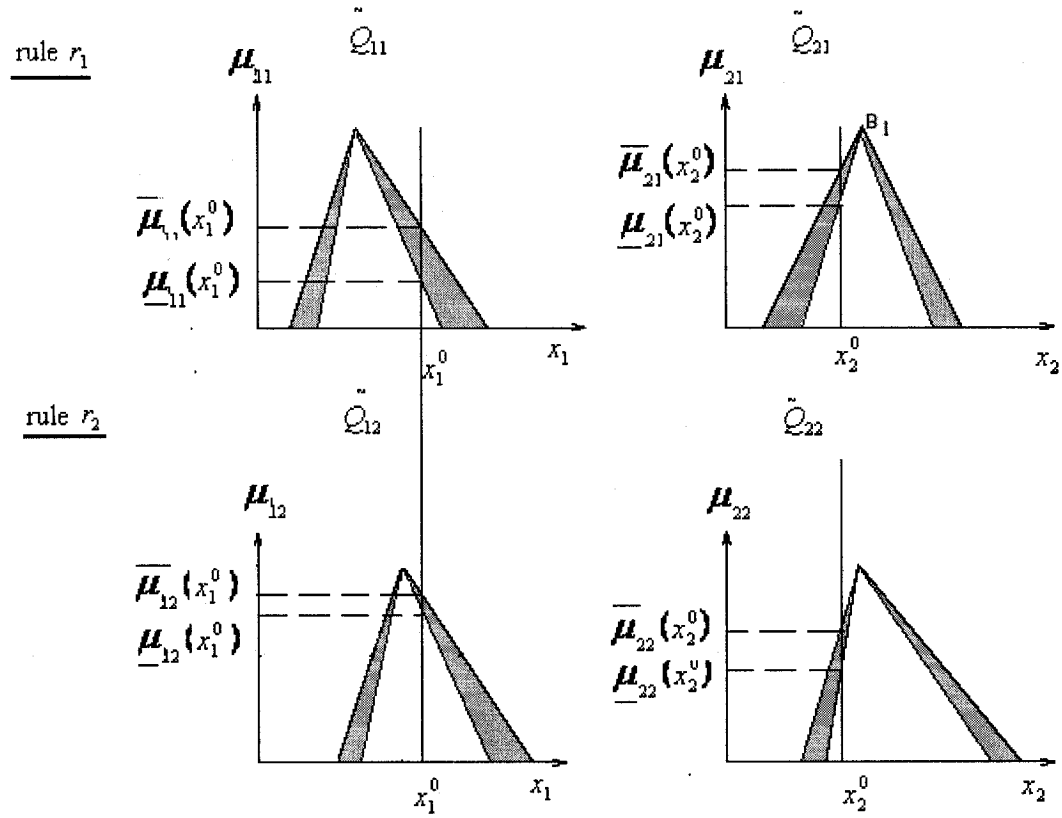 rule r₁
Q̃₁₁
Q̃₂₁
μ₁₁
μ₂₁
B₁
μ̅₁₁(x₁⁰)
μ̲₁₁(x₁⁰)
μ̅₂₁(x₂⁰)
μ̲₂₁(x₂⁰)
x₁⁰
x₁
x₂⁰
x₂
rule r₂
Q̃₁₂
Q̃₂₂
μ₁₂
μ₂₂
μ̅₁₂(x₁⁰)
μ̲₁₂(x₁⁰)
μ̅₂₂(x₂⁰)
μ̲₂₂(x₂⁰)
x₁⁰
x₁
x₂⁰
x₂